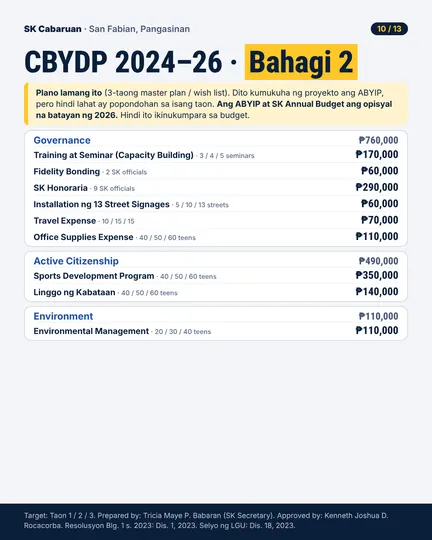 SK Cabaruan · San Fabian, Pangasinan
10 / 13
CBYDP 2024–26 · Bahagi 2
Plano lamang ito (3-taong master plan / wish list). Dito kumukuha ng proyekto ang ABYIP,
pero hindi lahat ay popondohan sa isang taon. Ang ABYIP at SK Annual Budget ang opisyal
na batayan ng 2026. Hindi ito ikinukumpara sa budget.
Governance ₱760,000
Training at Seminar (Capacity Building) · 3 / 4 / 5 seminars ₱170,000
Fidelity Bonding · 2 SK officials ₱60,000
SK Honoraria · 9 SK officials ₱290,000
Installation ng 13 Street Signages · 5 / 10 / 13 streets ₱60,000
Travel Expense · 10 / 15 / 15 ₱70,000
Office Supplies Expense · 40 / 50 / 60 teens ₱110,000
Active Citizenship ₱490,000
Sports Development Program · 40 / 50 / 60 teens ₱350,000
Linggo ng Kabataan · 40 / 50 / 60 teens ₱140,000
Environment ₱110,000
Environmental Management · 20 / 30 / 40 teens ₱110,000
Target: Taon 1 / 2 / 3. Prepared by: Tricia Maye P. Babaran (SK Secretary). Approved by: Kenneth Joshua D.
Rocacorba. Resolusyon Blg. 1 s. 2023: Dis. 1, 2023. Selyo ng LGU: Dis. 18, 2023.